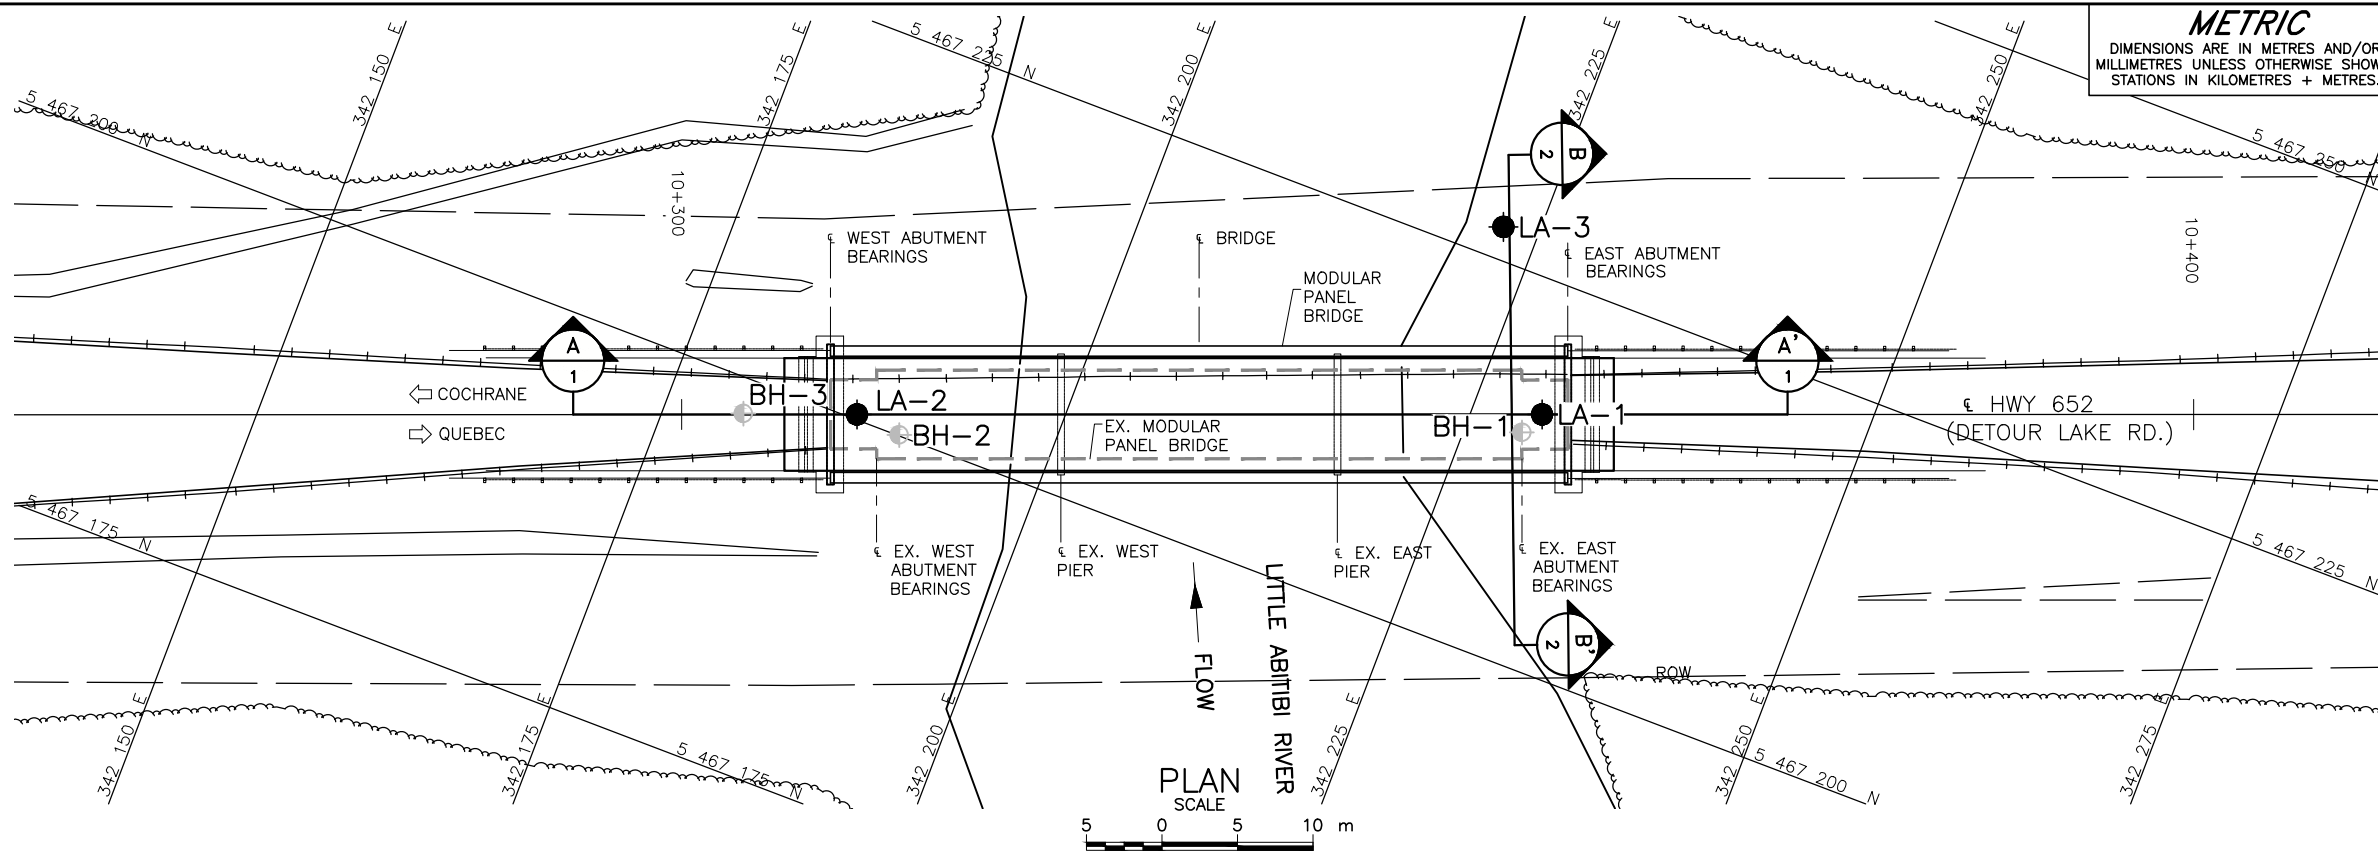 METRIC
DIMENSIONS ARE IN METRES AND/OR
MILLIMETRES UNLESS OTHERWISE SHOW
STATIONS IN KILOMETRES + METRES.
342 150 E
342 175 E
5 467 225 N
342 200 E
342 225 E
342 250 E
5 467 200 N
5 467 250 N
10+300
10+400
B
2
LA-3
℄ WEST ABUTMENT
BEARINGS
℄ BRIDGE
℄ EAST ABUTMENT
BEARINGS
MODULAR
PANEL
BRIDGE
A
1
A'
1
COCHRANE
QUEBEC
BH-3
LA-2
BH-2
EX. MODULAR
PANEL BRIDGE
BH-1
LA-1
℄ HWY 652
(DETOUR LAKE RD.)
5 467 175 N
℄ EX. WEST
ABUTMENT
BEARINGS
℄ EX. WEST
PIER
℄ EX. EAST
PIER
℄ EX. EAST
ABUTMENT
BEARINGS
5 467 225 N
FLOW
LITTLE ABITIBI RIVER
B'
2
ROW
342 150 E
342 175 E
5 467 175 N
342 200 E
342 225 E
342 250 E
5 467 200 N
342 275 E
PLAN
SCALE
5 0 5 10 m